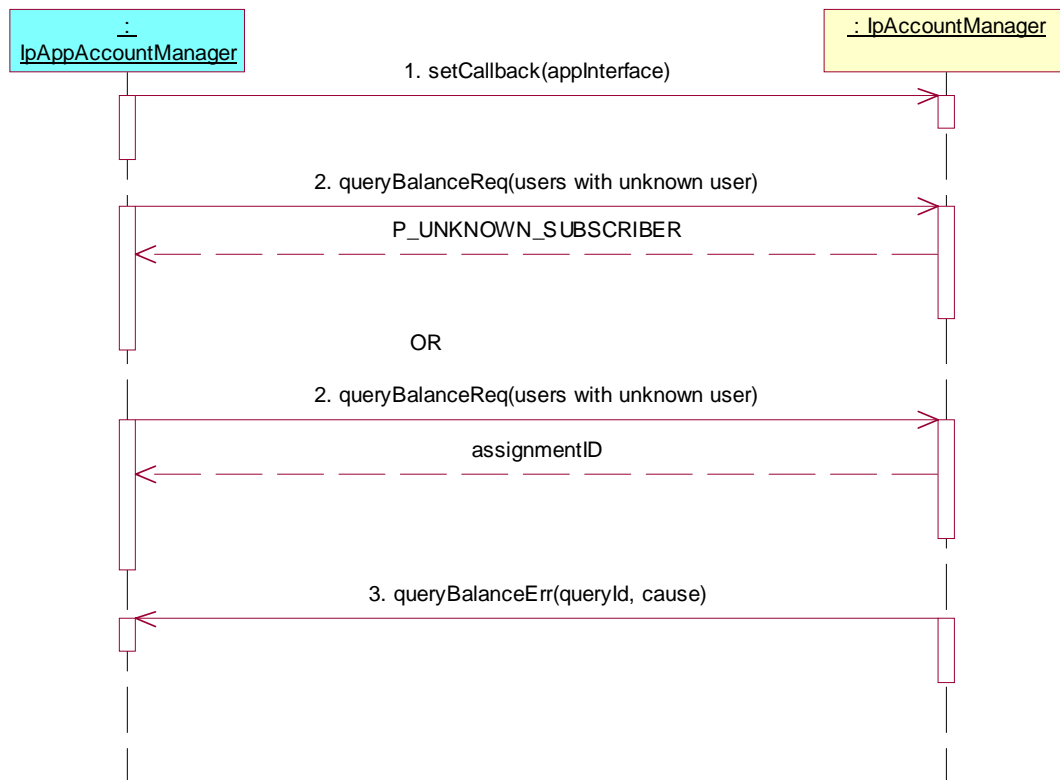 :
IpAppAccountManager
: IpAccountManager
1. setCallback(appInterface)
2. queryBalanceReq(users with unknown user)
P_UNKNOWN_SUBSCRIBER
OR
2. queryBalanceReq(users with unknown user)
assignmentID
3. queryBalanceErr(queryId, cause)